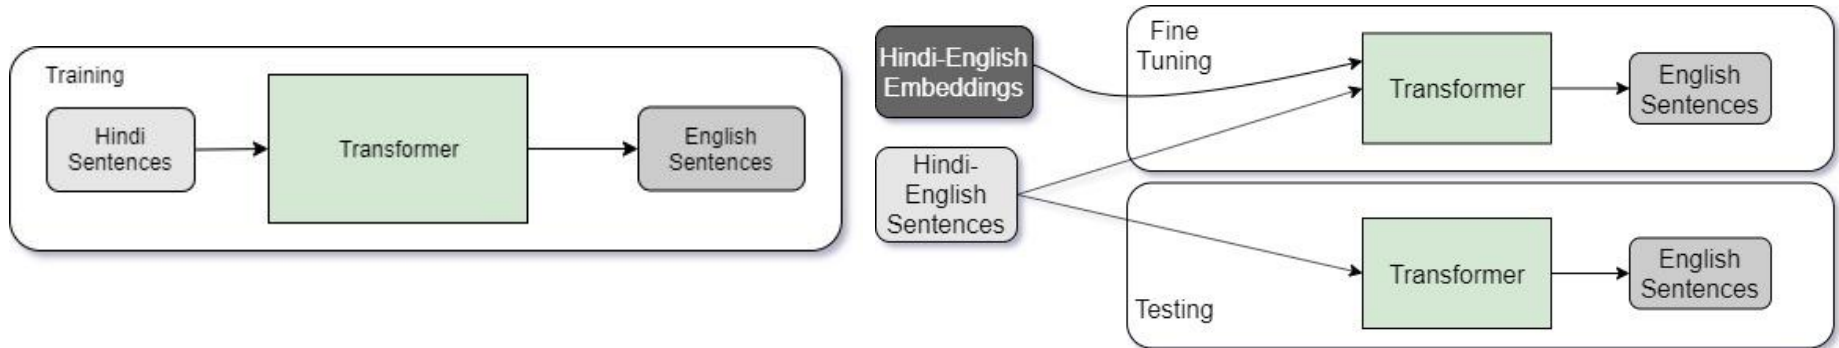 Training
Hindi
Sentences
Transformer
English
Sentences
Hindi-English
Embeddings
Hindi-
English
Sentences
Fine
Tuning
Transformer
English
Sentences
Testing
Transformer
English
Sentences